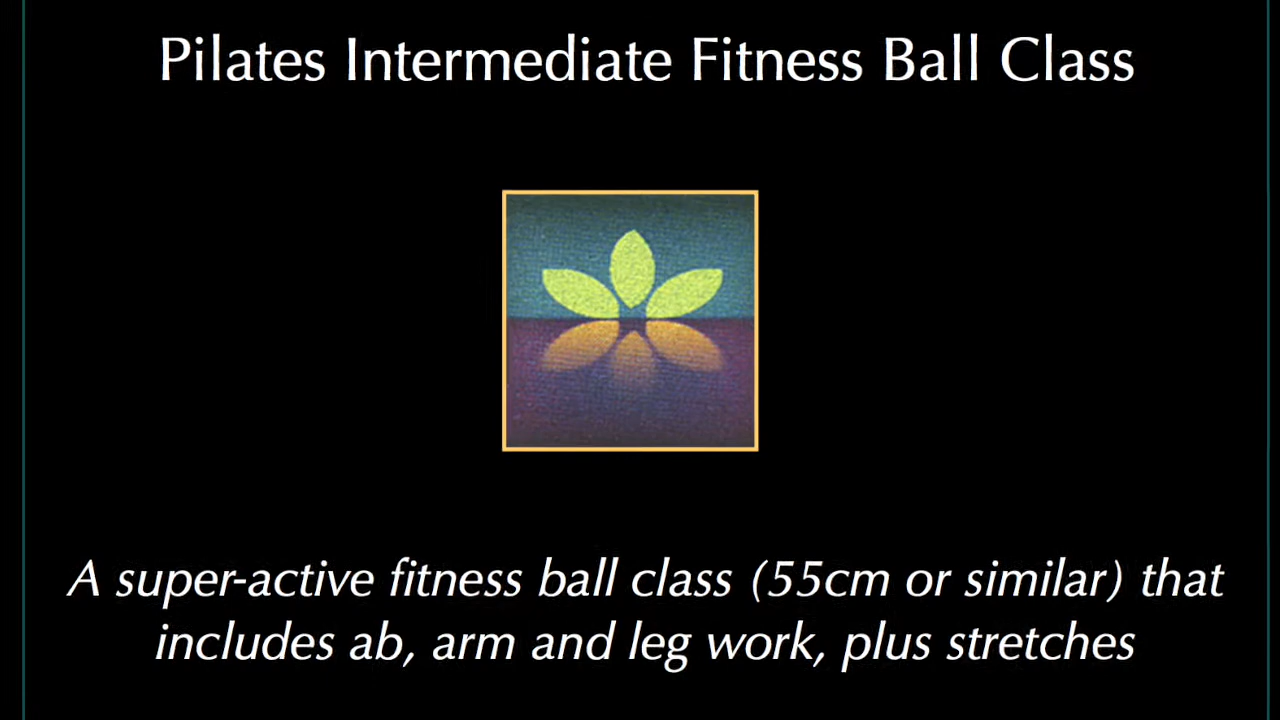 Pilates Intermediate Fitness Ball Class
A super-active fitness ball class (55cm or similar) that
includes ab, arm and leg work, plus stretches